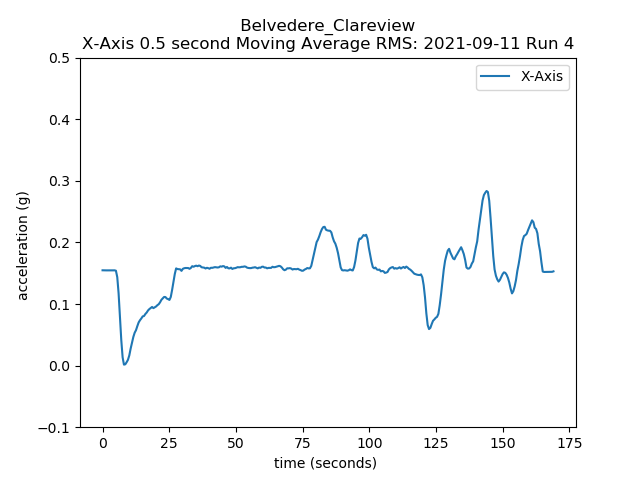 Belvedere_Clareview
X-Axis 0.5 second Moving Average RMS: 2021-09-11 Run 4
X-Axis
acceleration (g)
0.5
0.4
0.3
0.2
0.1
0.0
−0.1
0 25 50 75 100 125 150 175
time (seconds)